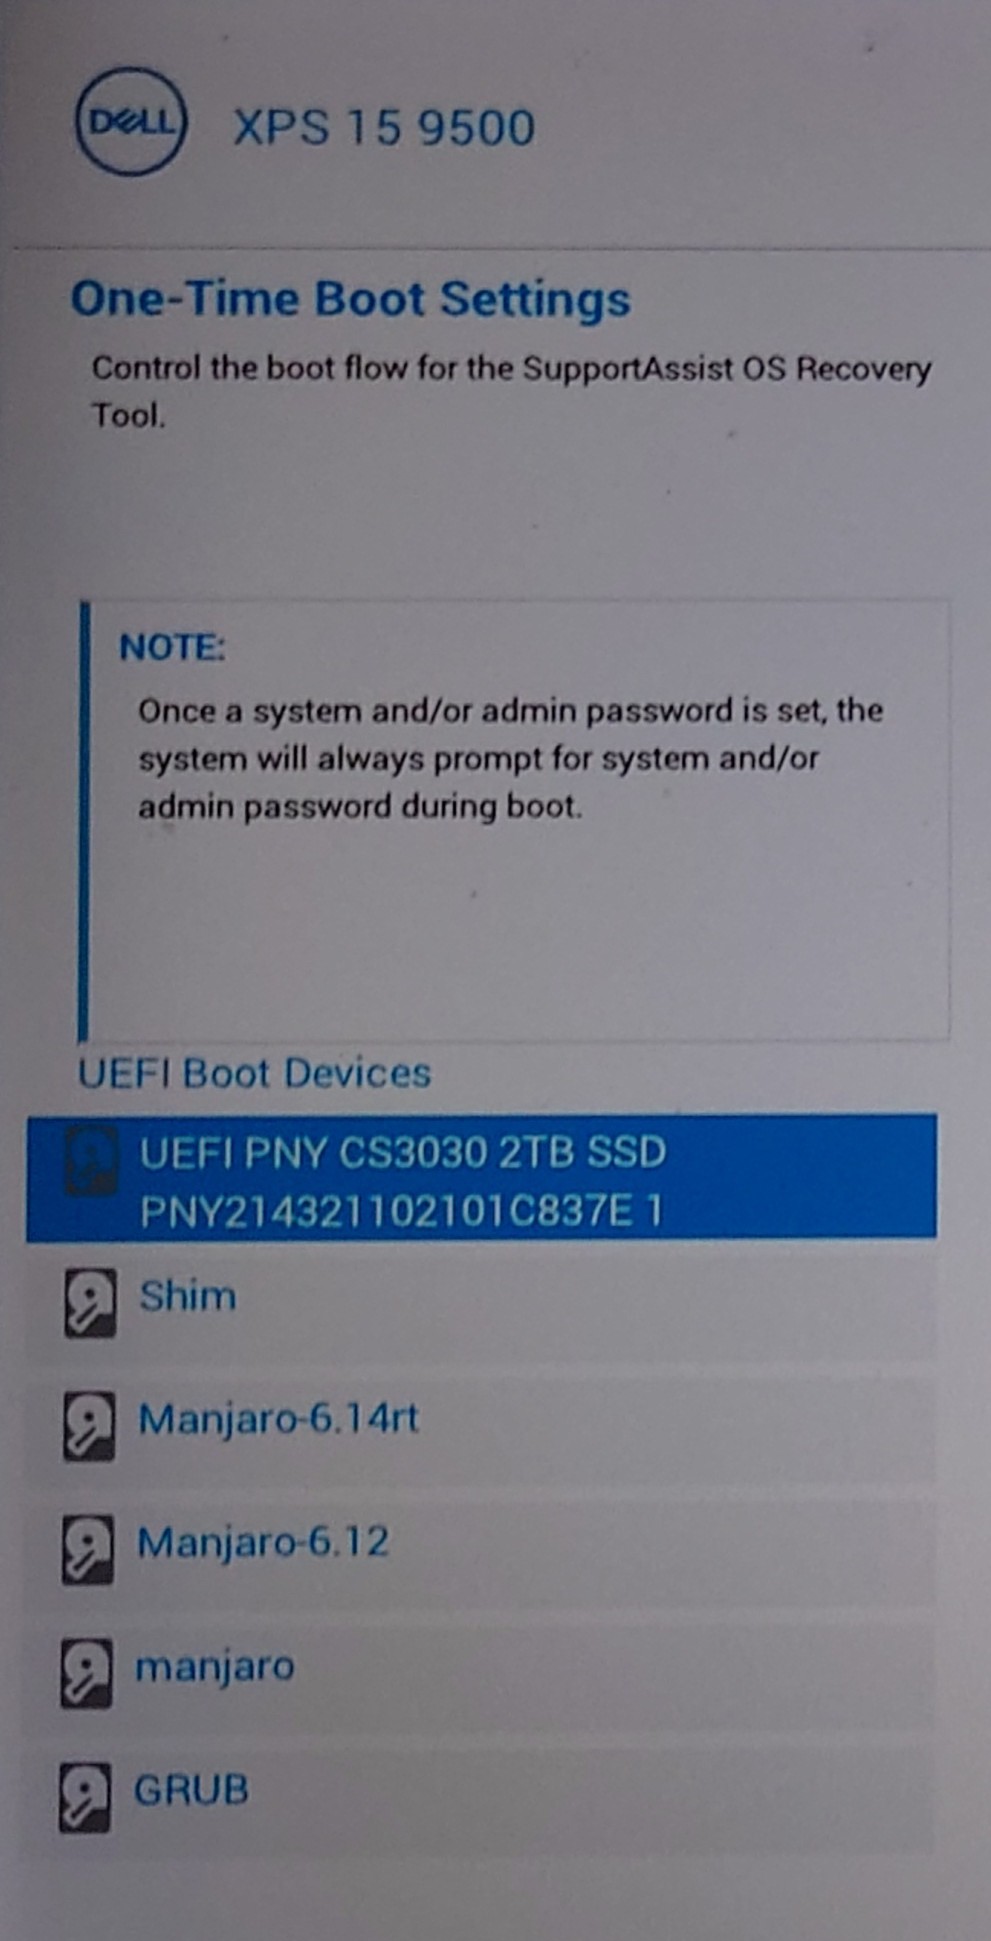 DELL XPS 15 9500
One-Time Boot Settings
Control the boot flow for the SupportAssist OS Recovery
Tool.
NOTE:
Once a system and/or admin password is set, the
system will always prompt for system and/or
admin password during boot.
UEFI Boot Devices
UEFI PNY CS3030 2TB SSD
PNY214321102101C837E 1
Shim
Manjaro-6.14rt
Manjaro-6.12
manjaro
GRUB